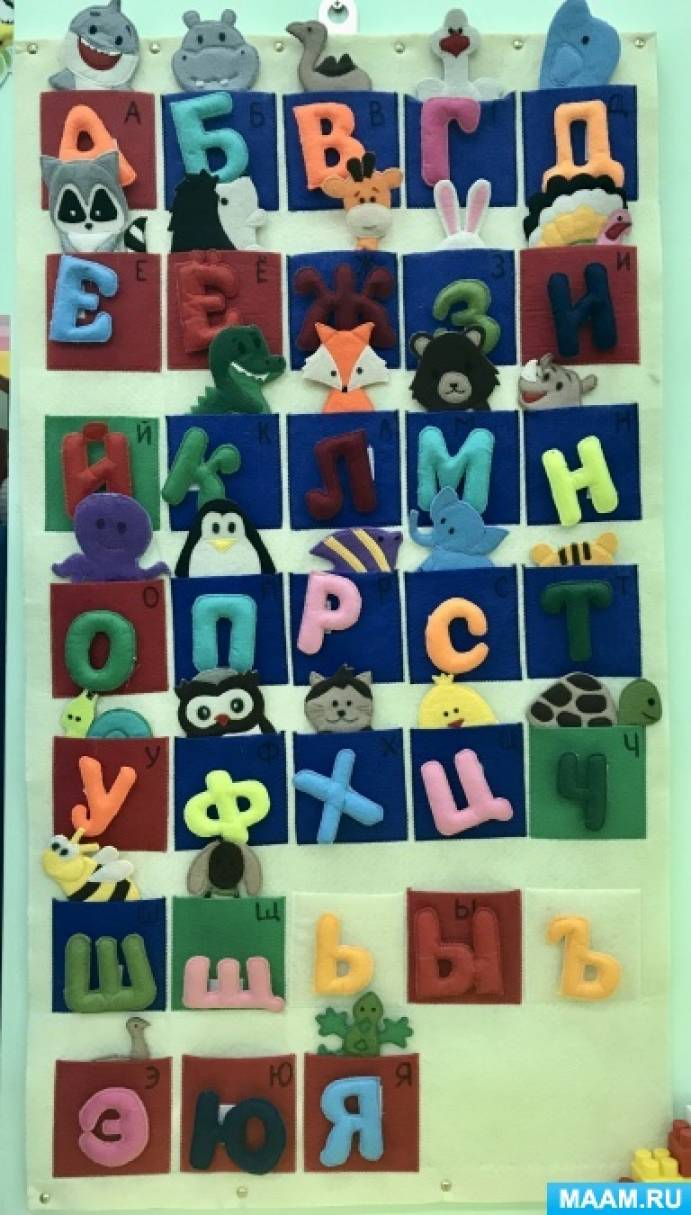 А Б В Г Д
Е Ё Ж З И
Й К Л М Н
О П Р С Т
У Ф Х Ц Ч
Ш Щ Ь Ы Ъ
Э Ю Я
MAAM.RU